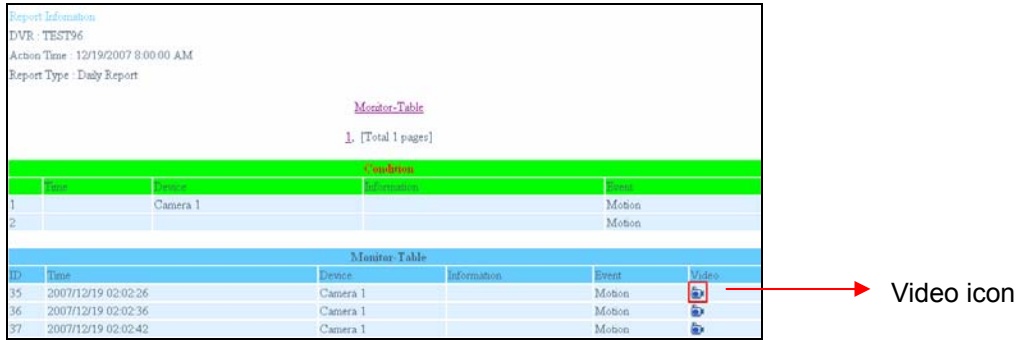 Report Infomation
DVR : TEST96
Action Time : 12/19/2007 8:00:00 AM
Report Type : Daily Report
Monitor-Table
1, [Total 1 pages]
Condition
Time Device Information Event
1 Camera 1 Motion
2 Motion
Monitor-Table
ID Time Device Information Event Video
35 2007/12/19 02:02:26 Camera 1 Motion
Video icon
36 2007/12/19 02:02:36 Camera 1 Motion
37 2007/12/19 02:02:42 Camera 1 Motion